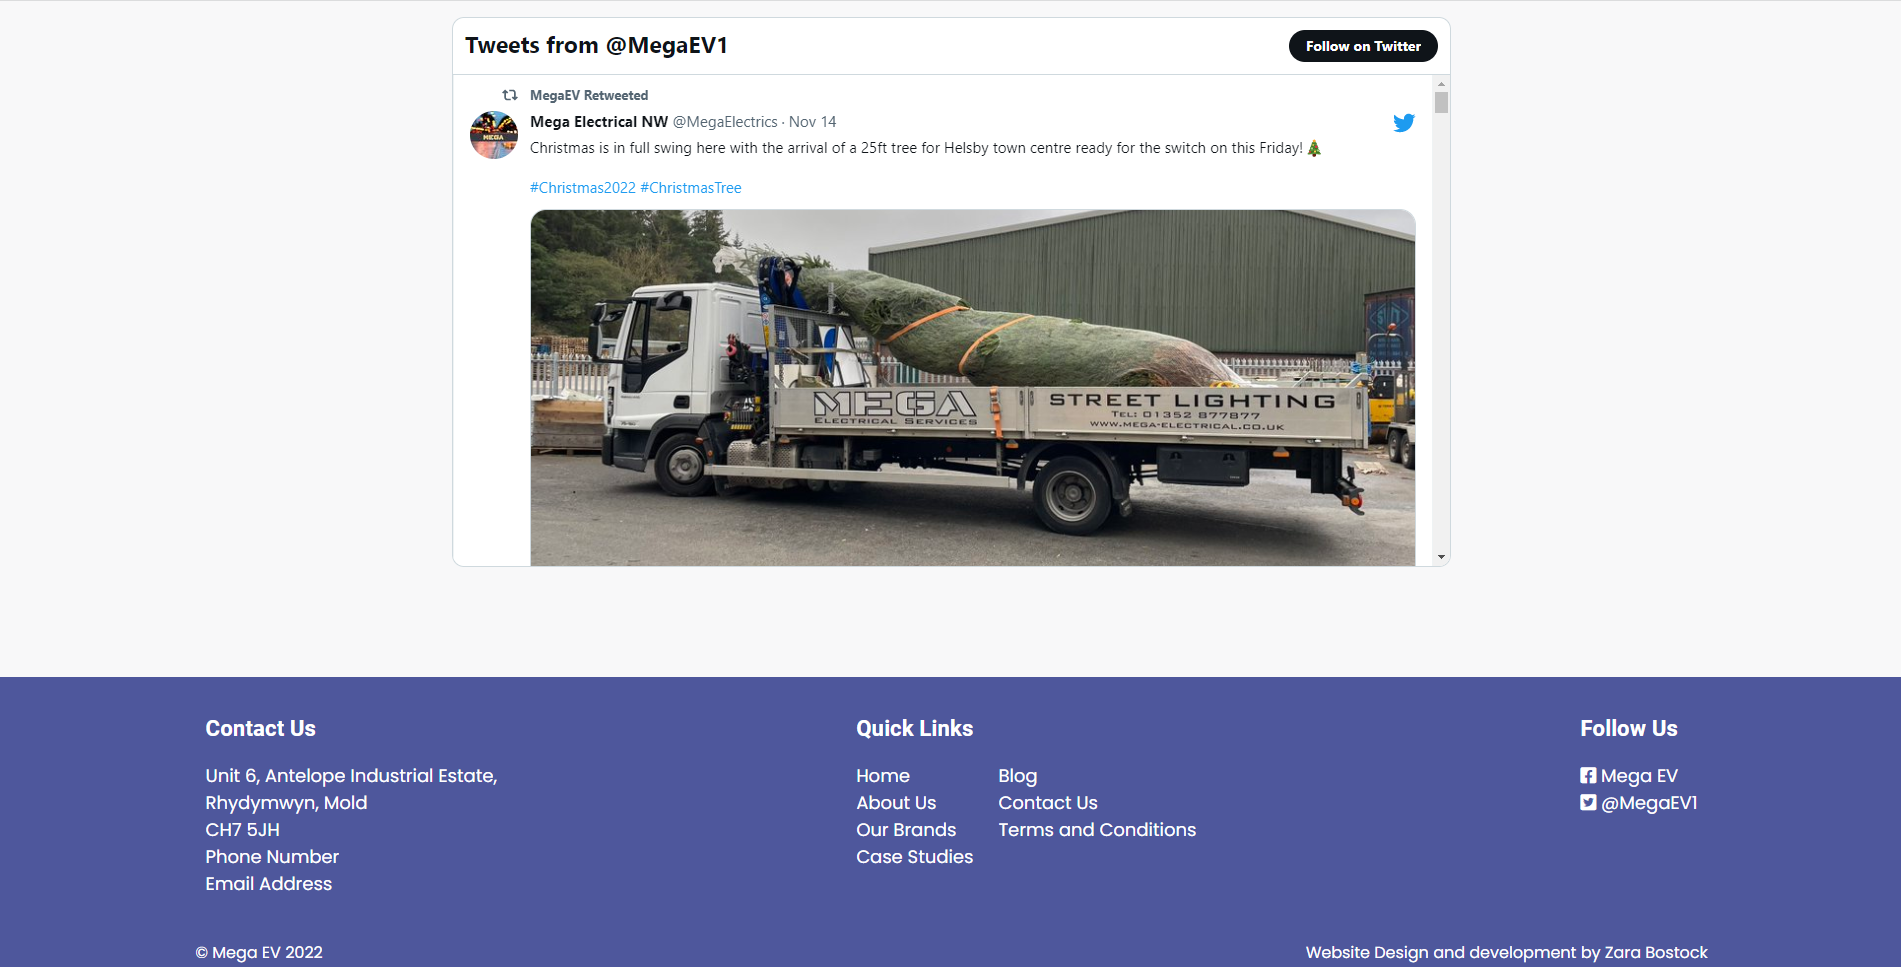 Tweets from @MegaEV1
Follow on Twitter
MegaEV Retweeted
Mega Electrical NW @MegaElectrics · Nov 14
Christmas is in full swing here with the arrival of a 25ft tree for Helsby town centre ready for the switch on this Friday! 🎄
#Christmas2022 #ChristmasTree
MEGA
ELECTRICAL SERVICES
STREET LIGHTING
TEL: 01352 877877
WWW.MEGA-ELECTRICAL.CO.UK
Contact Us
Unit 6, Antelope Industrial Estate,
Rhydymwyn, Mold
CH7 5JH
Phone Number
Email Address
Quick Links
Home
About Us
Our Brands
Case Studies
Blog
Contact Us
Terms and Conditions
Follow Us
Mega EV
@MegaEV1
© Mega EV 2022
Website Design and development by Zara Bostock